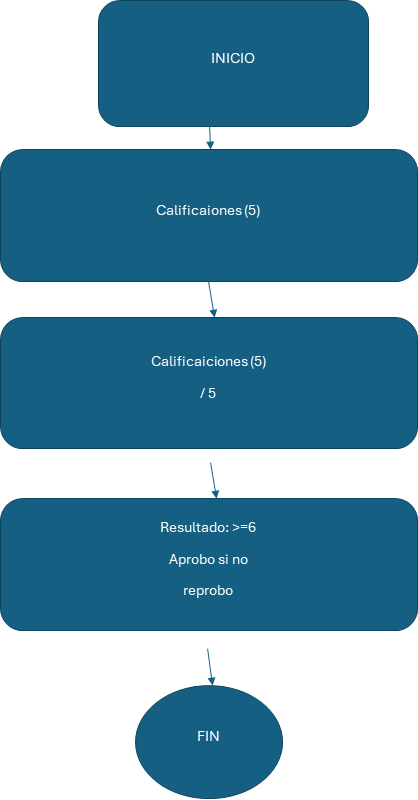 INICIO
Calificaiones (5)
Calificaiciones (5)
/ 5
Resultado: >=6
Aprobo si no
reprobo
FIN